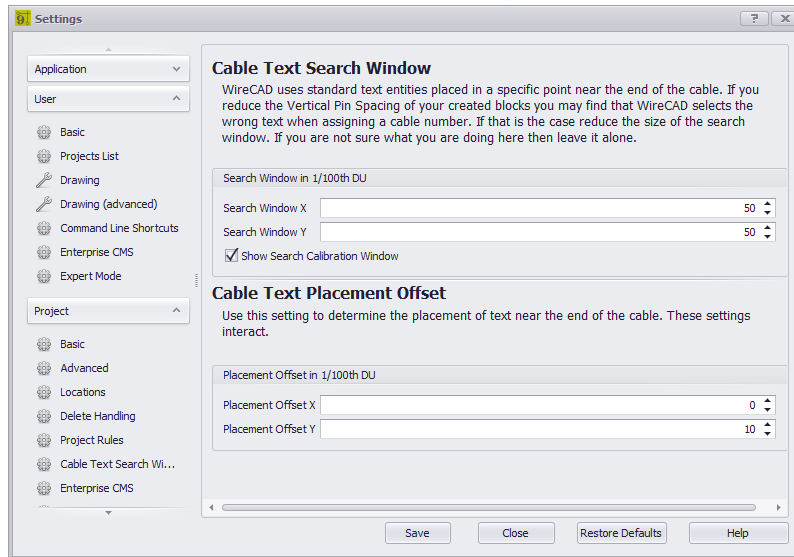 Settings
Application
User
Basic
Projects List
Drawing
Drawing (advanced)
Command Line Shortcuts
Enterprise CMS
Expert Mode
Project
Basic
Advanced
Locations
Delete Handling
Project Rules
Cable Text Search Wi...
Enterprise CMS
Cable Text Search Window
WireCAD uses standard text entities placed in a specific point near the end of the cable. If you
reduce the Vertical Pin Spacing of your created blocks you may find that WireCAD selects the
wrong text when assigning a cable number. If that is the case reduce the size of the search
window. If you are not sure what you are doing here then leave it alone.
Search Window in 1/100th DU
Search Window X 50
Search Window Y 50
Show Search Calibration Window
Cable Text Placement Offset
Use this setting to determine the placement of text near the end of the cable. These settings
interact.
Placement Offset in 1/100th DU
Placement Offset X 0
Placement Offset Y 10
Save Close Restore Defaults Help